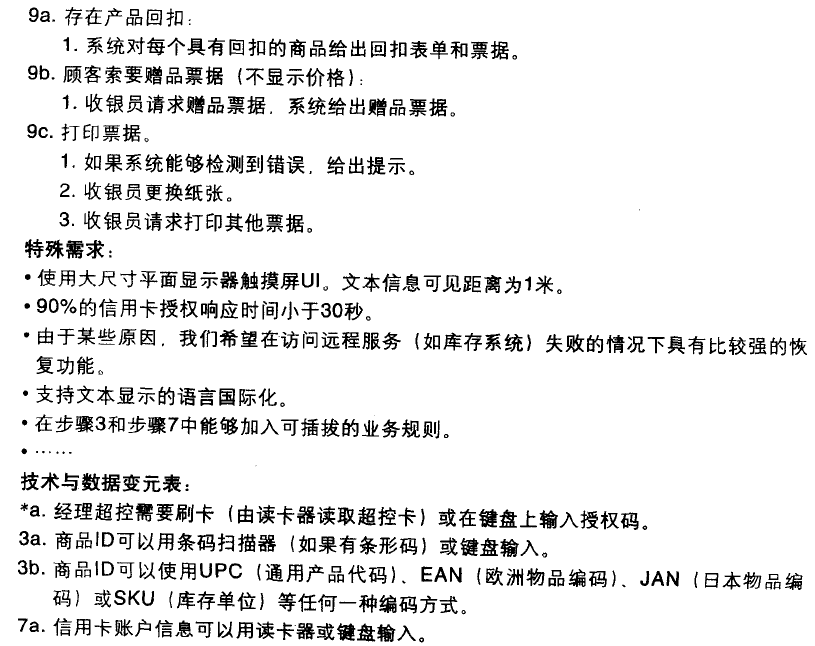 9a. 存在产品回扣：
1. 系统对每个具有回扣的商品给出回扣表单和票据。
9b. 顾客索要赠品票据（不显示价格）：
1. 收银员请求赠品票据，系统给出赠品票据。
9c. 打印票据。
1. 如果系统能够检测到错误，给出提示。
2. 收银员更换纸张。
3. 收银员请求打印其他票据。
特殊需求：
• 使用大尺寸平面显示器触摸屏UI。文本信息可见距离为1米。
• 90%的信用卡授权响应时间小于30秒。
• 由于某些原因，我们希望在访问远程服务（如库存系统）失败的情况下具有比较强的恢
复功能。
• 支持文本显示的语言国际化。
• 在步骤3和步骤7中能够加入可插拔的业务规则。
• ……
技术与数据变元表：
*a. 经理超控需要刷卡（由读卡器读取超控卡）或在键盘上输入授权码。
3a. 商品ID可以用条码扫描器（如果有条形码）或键盘输入。
3b. 商品ID可以使用UPC（通用产品代码）、EAN（欧洲物品编码）、JAN（日本物品编
码）或SKU（库存单位）等任何一种编码方式。
7a. 信用卡账户信息可以用读卡器或键盘输入。